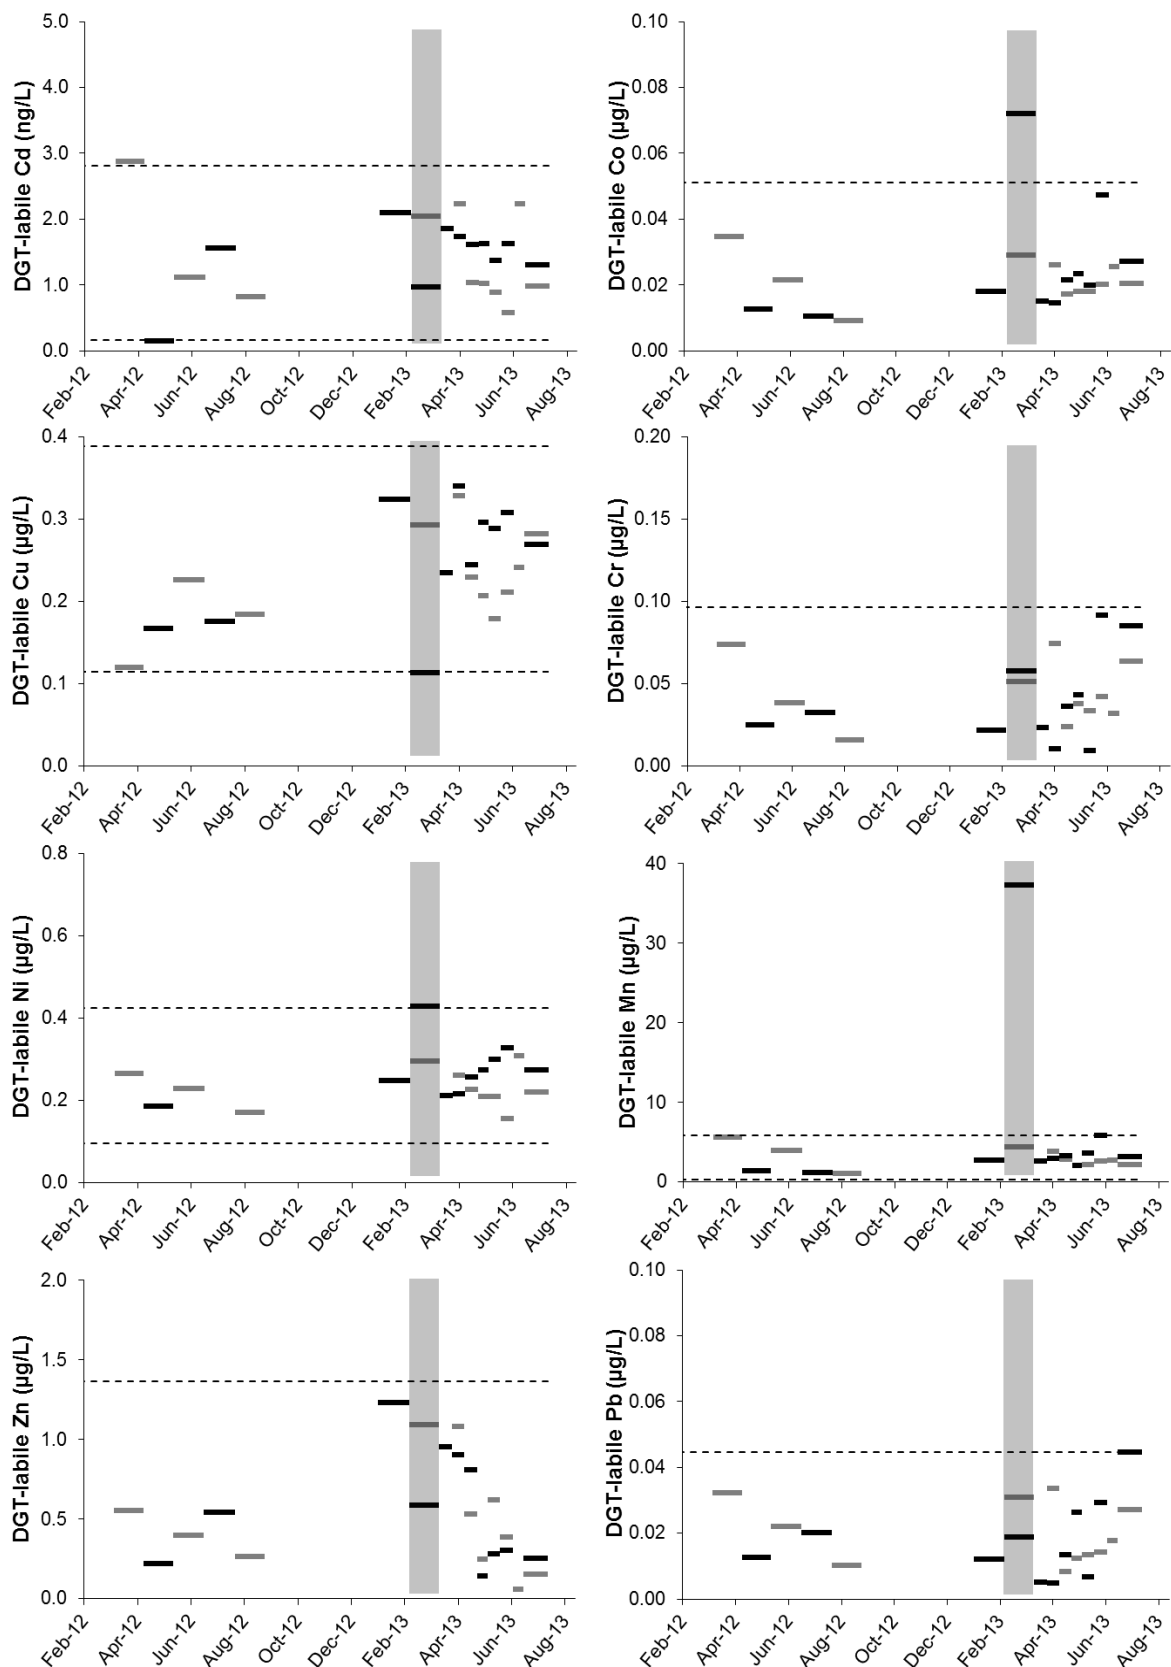 DGT-labile Cd (ng/L)
5.0
4.0
3.0
2.0
1.0
0.0
Feb-12
Apr-12
Jun-12
Aug-12
Oct-12
Dec-12
Feb-13
Apr-13
Jun-13
Aug-13
DGT-labile Co (µg/L)
0.10
0.08
0.06
0.04
0.02
0.00
Feb-12
Apr-12
Jun-12
Aug-12
Oct-12
Dec-12
Feb-13
Apr-13
Jun-13
Aug-13
DGT-labile Cu (µg/L)
0.4
0.3
0.2
0.1
0.0
Feb-12
Apr-12
Jun-12
Aug-12
Oct-12
Dec-12
Feb-13
Apr-13
Jun-13
Aug-13
DGT-labile Cr (µg/L)
0.20
0.15
0.10
0.05
0.00
Feb-12
Apr-12
Jun-12
Aug-12
Oct-12
Dec-12
Feb-13
Apr-13
Jun-13
Aug-13
DGT-labile Ni (µg/L)
0.8
0.6
0.4
0.2
0.0
Feb-12
Apr-12
Jun-12
Aug-12
Oct-12
Dec-12
Feb-13
Apr-13
Jun-13
Aug-13
DGT-labile Mn (µg/L)
40
30
20
10
0
Feb-12
Apr-12
Jun-12
Aug-12
Oct-12
Dec-12
Feb-13
Apr-13
Jun-13
Aug-13
DGT-labile Zn (µg/L)
2.0
1.5
1.0
0.5
0.0
Feb-12
Apr-12
Jun-12
Aug-12
Oct-12
Dec-12
Feb-13
Apr-13
Jun-13
Aug-13
DGT-labile Pb (µg/L)
0.10
0.08
0.06
0.04
0.02
0.00
Feb-12
Apr-12
Jun-12
Aug-12
Oct-12
Dec-12
Feb-13
Apr-13
Jun-13
Aug-13